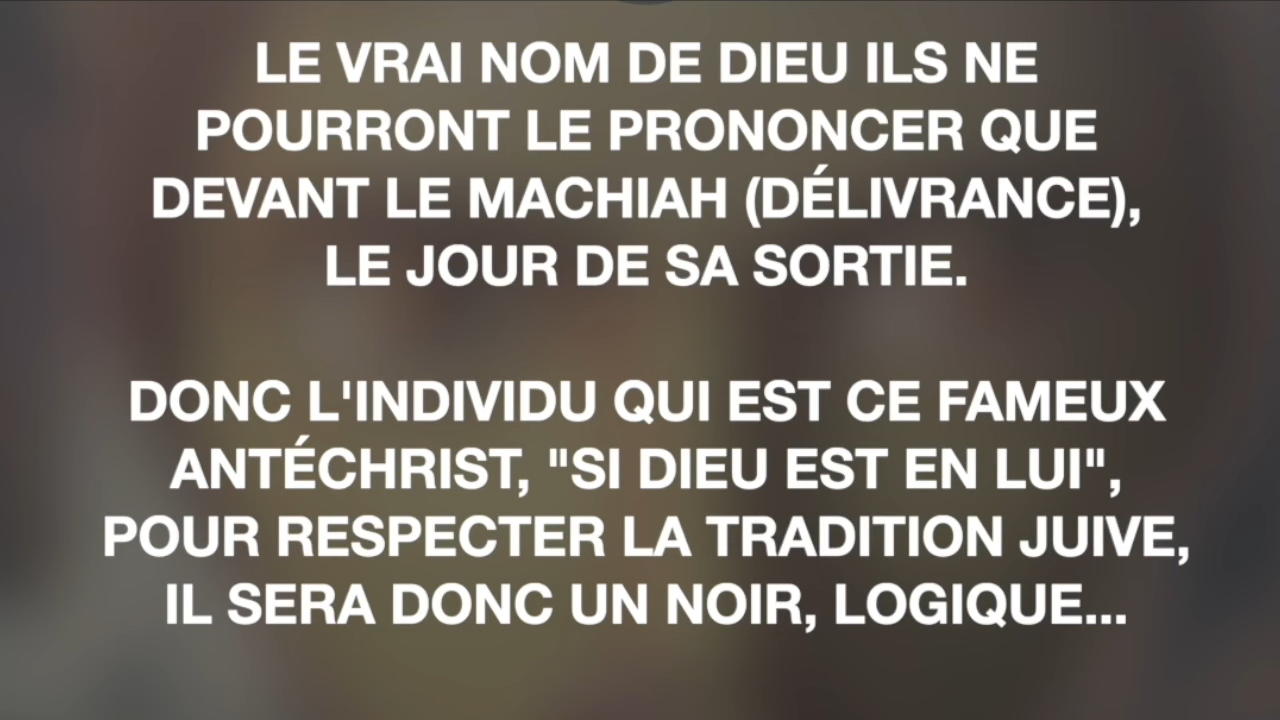 LE VRAI NOM DE DIEU ILS NE
POURRONT LE PRONONCER QUE
DEVANT LE MACHIAH (DÉLIVRANCE),
LE JOUR DE SA SORTIE.
DONC L'INDIVIDU QUI EST CE FAMEUX
ANTÉCHRIST, "SI DIEU EST EN LUI",
POUR RESPECTER LA TRADITION JUIVE,
IL SERA DONC UN NOIR, LOGIQUE...